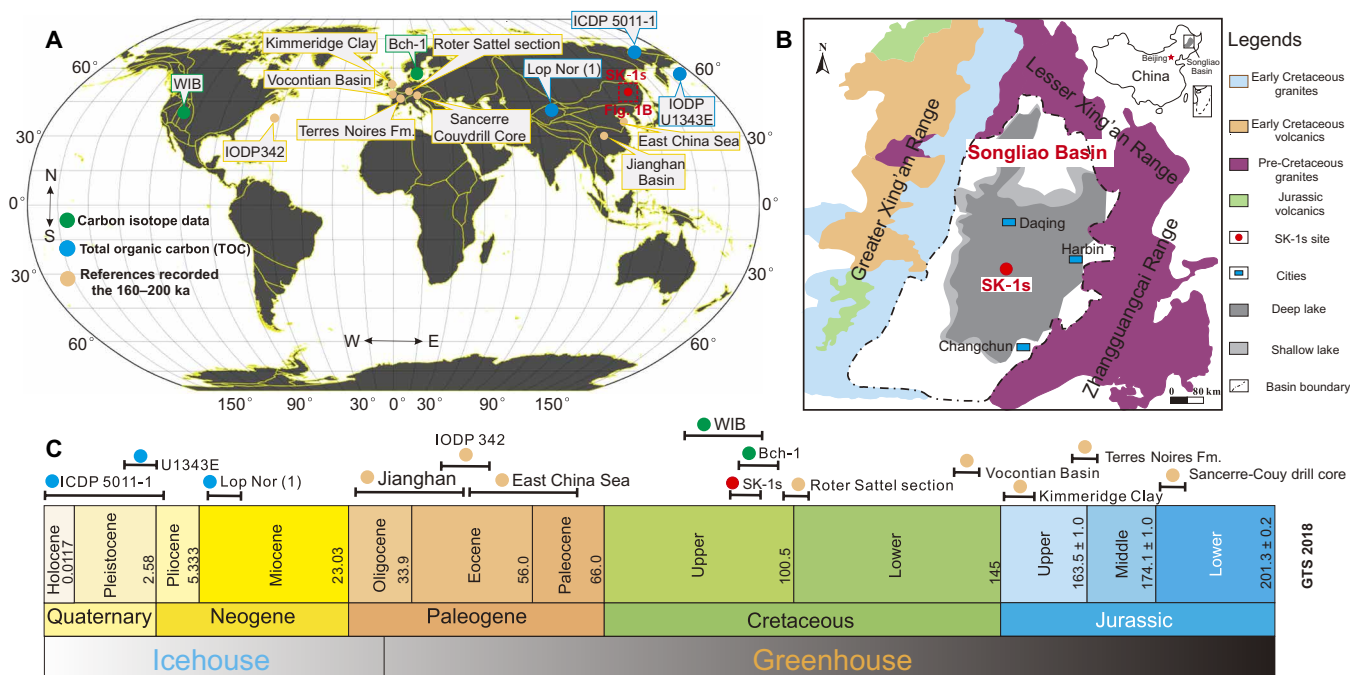 A
ICDP 5011-1
Kimmeridge Clay
Bch-1
Roter Sattel section
60°
60°
WIB
Vocontian Basin
Lop Nor (1)
SK-1s
Fig. 1B
IODP
U1343E
30°
30°
IODP342
Terres Noires Fm.
Sancerre
Couydrill Core
East China Sea
Jianghan
Basin
N
S
0°
0°
Carbon isotope data
Total organic carbon (TOC)
References recorded
the 160–200 ka
30°
30°
W
E
60°
60°
150°
90°
30°
0°
30°
90°
150°
B
N
Beijing
Songliao
Basin
China
Lesser Xing'an Range
Greater Xing'an Range
Songliao Basin
Daqing
Harbin
SK-1s
Changchun
Zhangguangcai Range
0
80 km
Legends
Early Cretaceous
granites
Early Cretaceous
volcanics
Pre-Cretaceous
granites
Jurassic
volcanics
SK-1s site
Cities
Deep lake
Shallow lake
Basin boundary
C
ICDP 5011-1
U1343E
Lop Nor (1)
Jianghan
IODP 342
East China Sea
WIB
Bch-1
SK-1s
Roter Sattel section
Vocontian Basin
Kimmeridge Clay
Terres Noires Fm.
Sancerre-Couy drill core
Holocene
0.0117
Pleistocene
2.58
Pliocene
5.333
Miocene
23.03
Oligocene
33.9
Eocene
56.0
Paleocene
66.0
Upper
100.5
Lower
145
Upper
163.5 ± 1.0
Middle
174.1 ± 1.0
Lower
201.3 ± 0.2
GTS 2018
Quaternary
Neogene
Paleogene
Cretaceous
Jurassic
Icehouse
Greenhouse